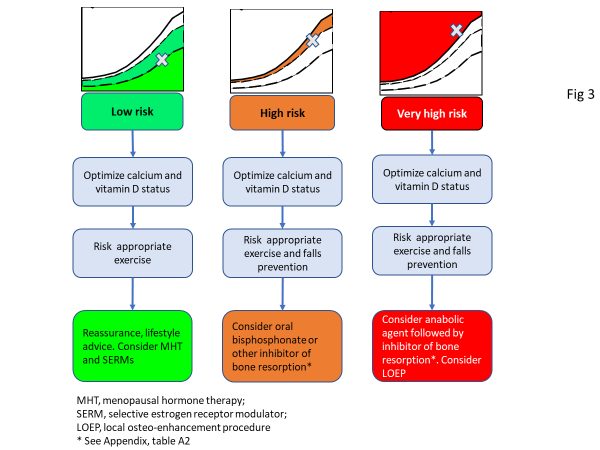 Fig 3
Low risk
High risk
Very high risk
Optimize calcium and
vitamin D status
Optimize calcium and
vitamin D status
Optimize calcium and
vitamin D status
Risk appropriate
exercise
Risk appropriate
exercise and falls
prevention
Risk appropriate
exercise and falls
prevention
Reassurance, lifestyle
advice. Consider MHT
and SERMs
Consider oral
bisphosphonate or
other inhibitor of
bone resorption*
Consider anabolic
agent followed by
inhibitor of bone
resorption*. Consider
LOEP
MHT, menopausal hormone therapy;
SERM, selective estrogen receptor modulator;
LOEP, local osteo-enhancement procedure
* See Appendix, table A2